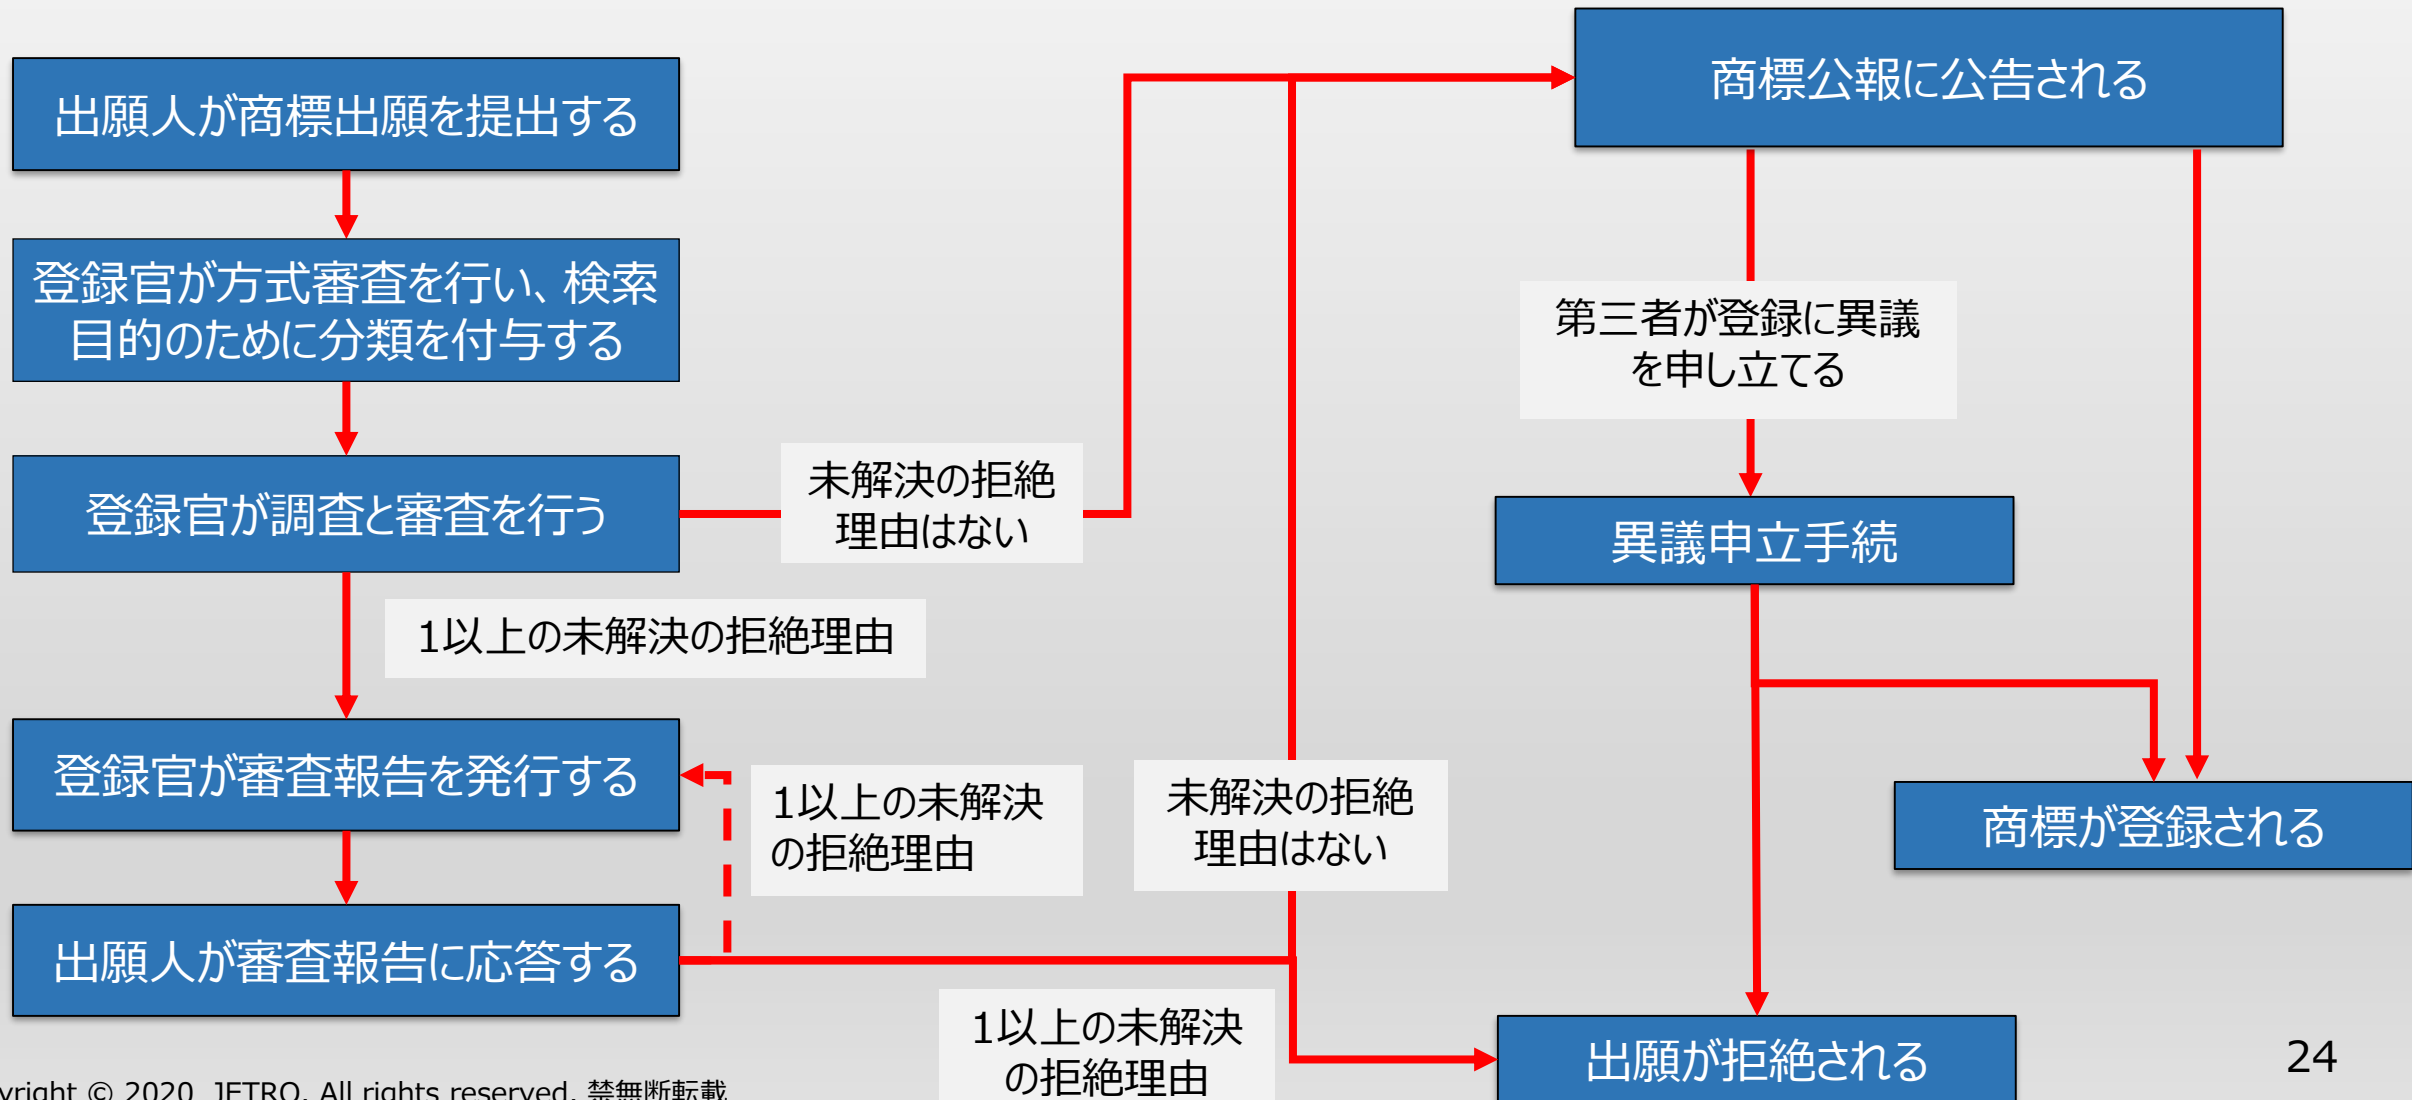 出願人が商標出願を提出する
登録官が方式審査を行い、検索
目的のために分類を付与する
登録官が調査と審査を行う
未解決の拒絶
理由はない
1以上の未解決の拒絶理由
登録官が審査報告を発行する
1以上の未解決
の拒絶理由
出願人が審査報告に応答する
未解決の拒絶
理由はない
1以上の未解決
の拒絶理由
商標公報に公告される
第三者が登録に異議
を申し立てる
異議申立手続
商標が登録される
出願が拒絶される
24
yright © 2020 JETRO. All rights reserved. 禁無断転載